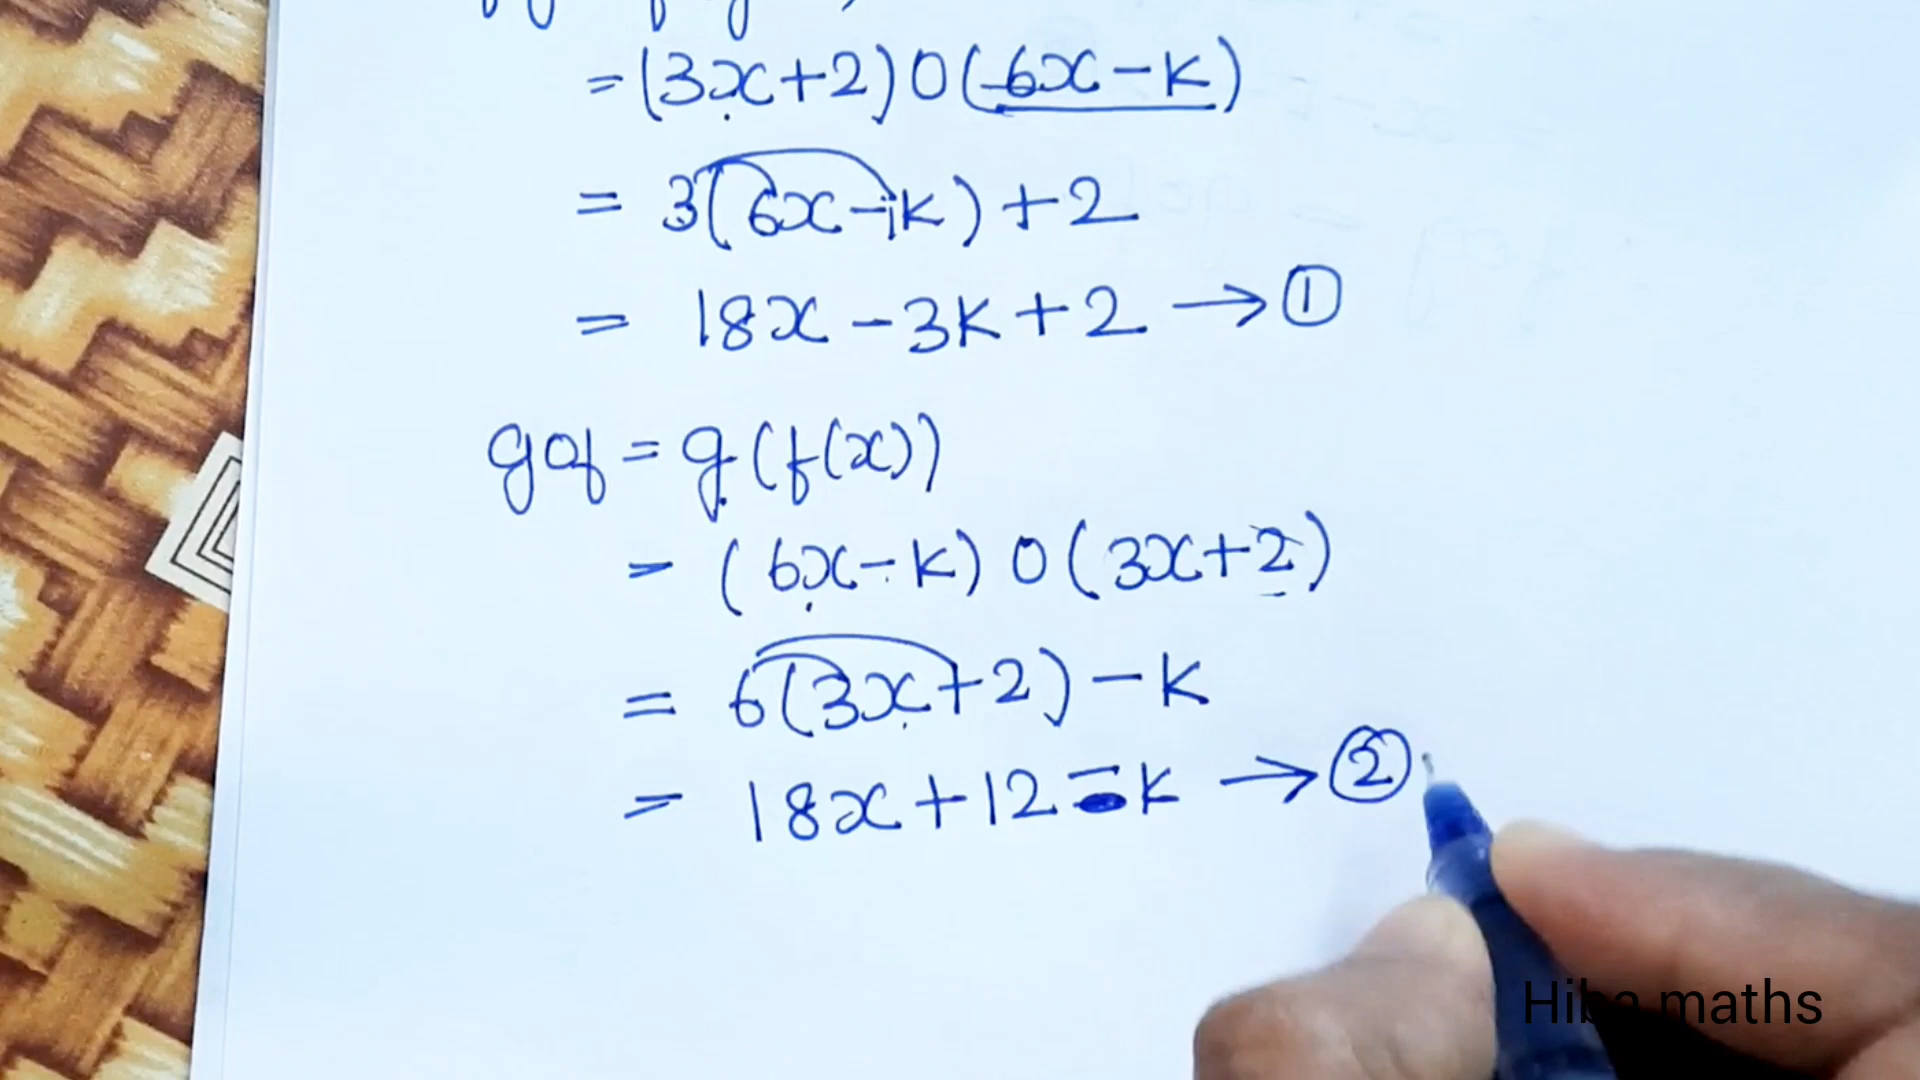 =(3x+2)O(6x-k)
= 3(6x-k)+2
= 18x-3k+2 → ①
gof = g(f(x))
= (6x-k)O(3x+2)
= 6(3x+2)-k
= 18x+12-k → ②
Hiba maths